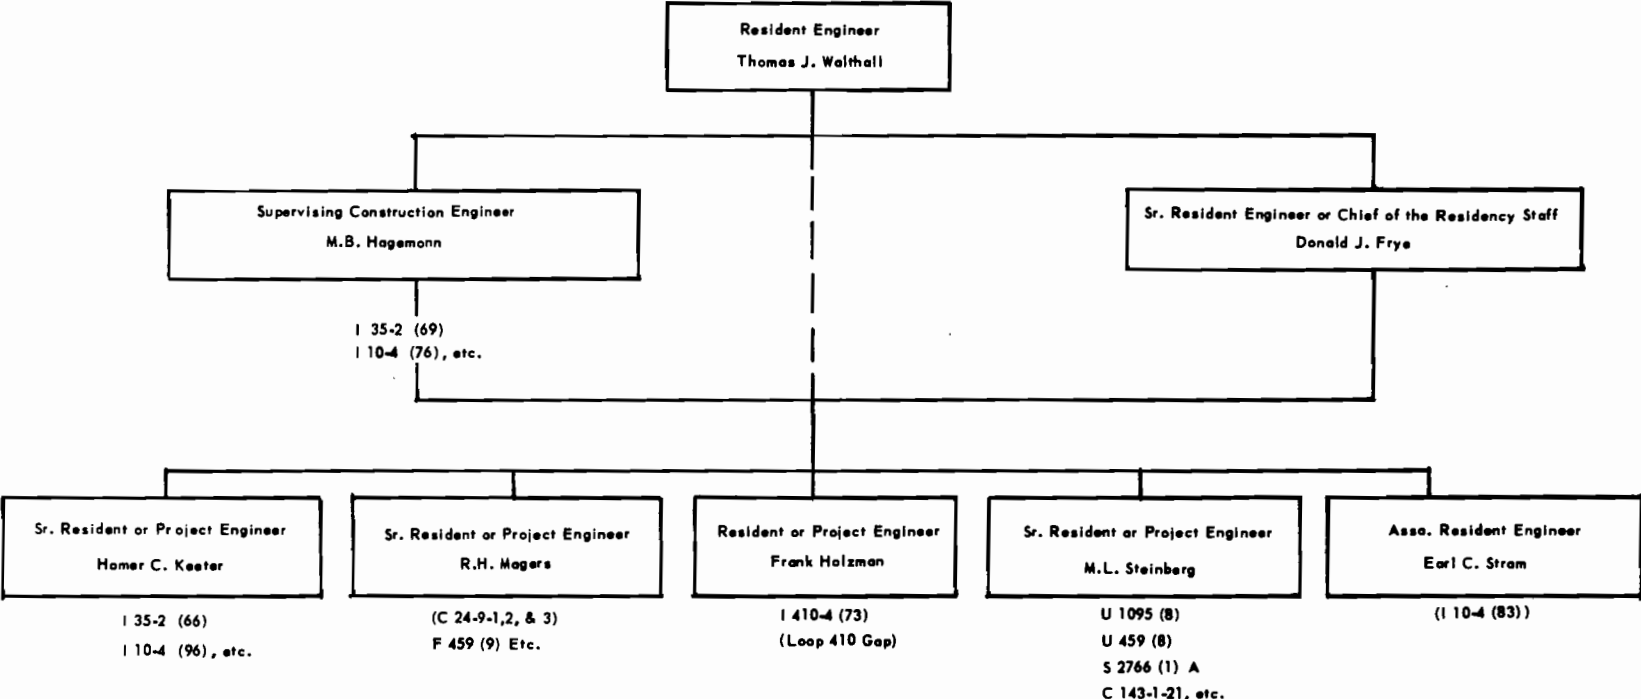 Resident Engineer
Thomas J. Walthall
Supervising Construction Engineer
M.B. Hagemann
Sr. Resident Engineer or Chief of the Residency Staff
Donald J. Frye
I 35-2 (69)
I 10-4 (76), etc.
Sr. Resident or Project Engineer
Homer C. Keeter
I 35-2 (66)
I 10-4 (96), etc.
Sr. Resident or Project Engineer
R.H. Magers
(C 24-9-1,2, & 3)
F 459 (9) Etc.
Resident or Project Engineer
Frank Holzman
I 410-4 (73)
(Loop 410 Gap)
Sr. Resident or Project Engineer
M.L. Steinberg
U 1095 (8)
U 459 (8)
S 2766 (1) A
C 143-1-21, etc.
Asso. Resident Engineer
Earl C. Stram
(I 10-4 (83))